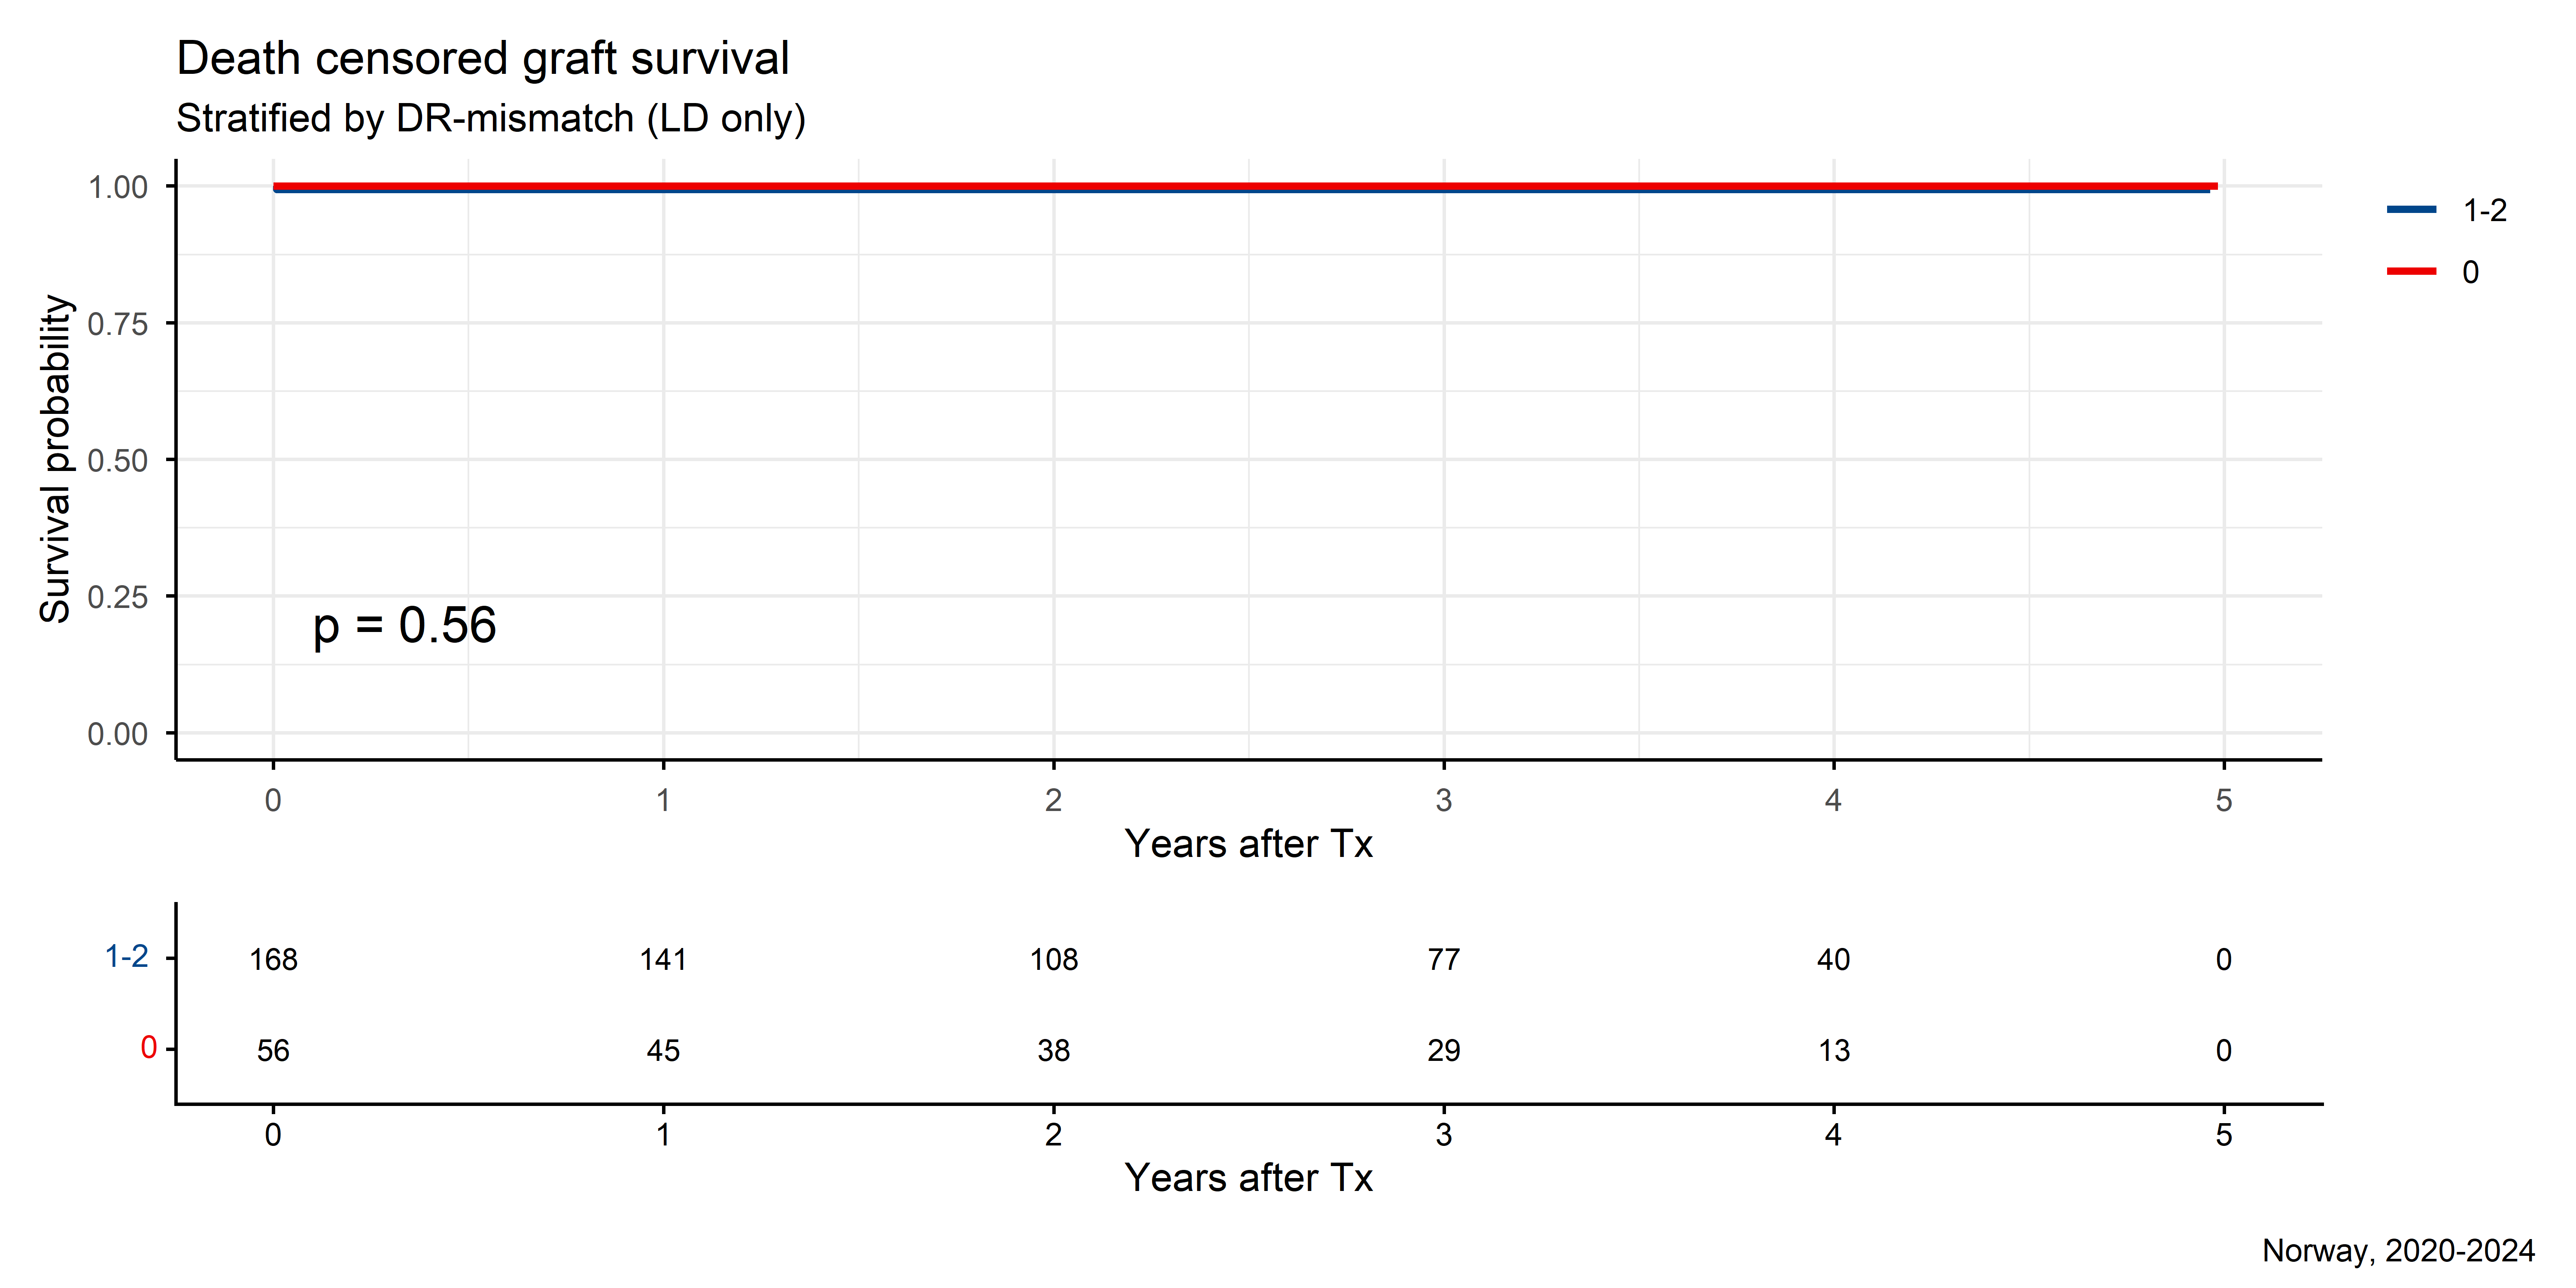 Death censored graft survival
Stratified by DR-mismatch (LD only)
Survival probability
1.00
0.75
0.50
0.25
0.00
p = 0.56
1-2
0
0 1 2 3 4 5
Years after Tx
1-2 168 141 108 77 40 0
0 56 45 38 29 13 0
0 1 2 3 4 5
Years after Tx
Norway, 2020-2024